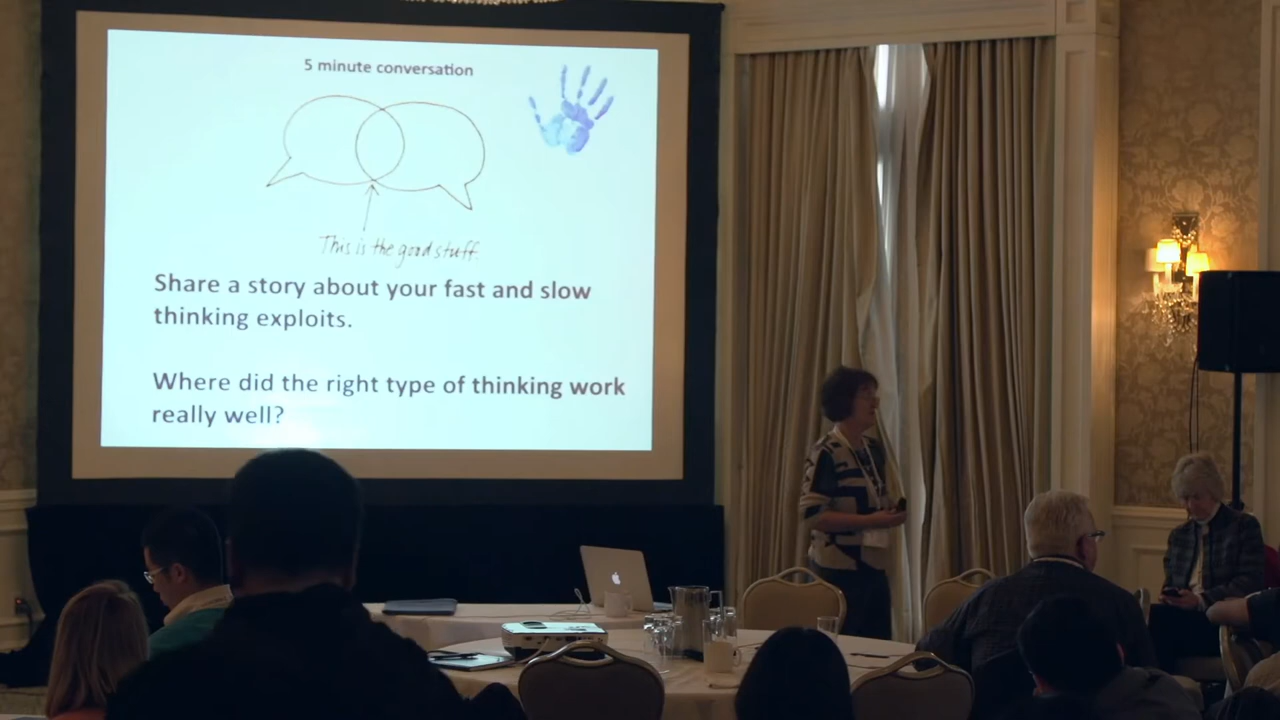 5 minute conversation
This is the good stuff.
Share a story about your fast and slow
thinking exploits.
Where did the right type of thinking work
really well?